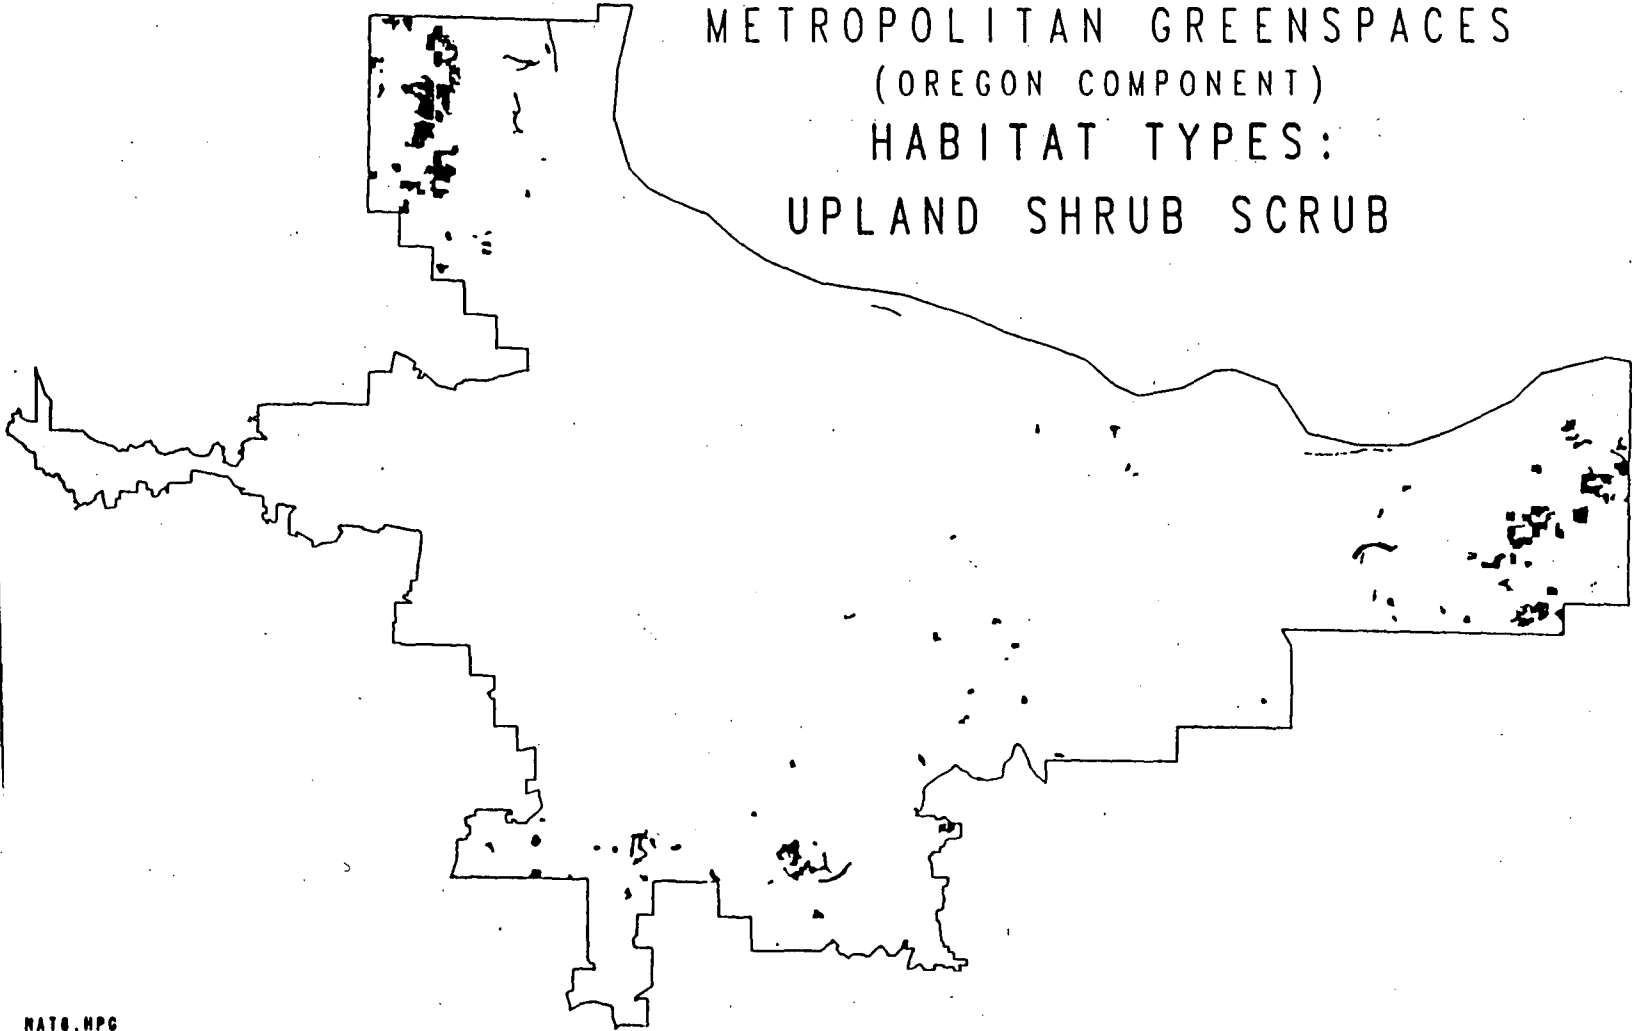 METROPOLITAN GREENSPACES
(OREGON COMPONENT)
HABITAT TYPES:
UPLAND SHRUB SCRUB